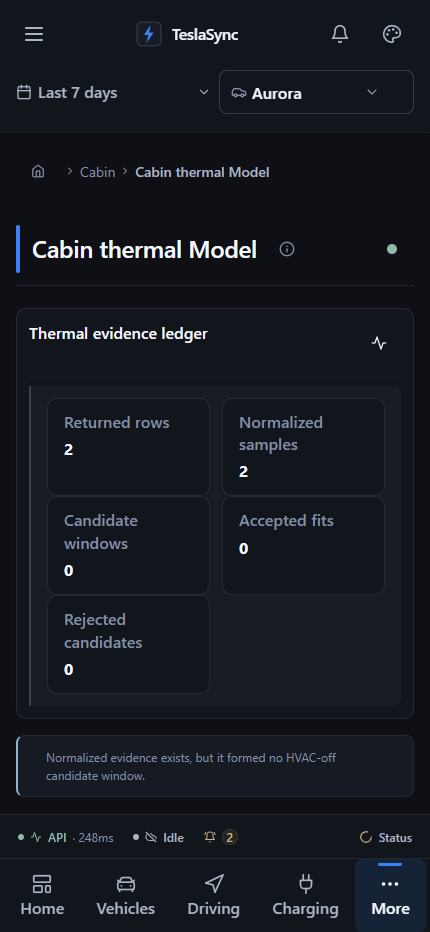 TeslaSync
Last 7 days
Aurora
Cabin
Cabin thermal Model
Cabin thermal Model
Thermal evidence ledger
Returned rows
2
Normalized
samples
2
Candidate
windows
0
Accepted fits
0
Rejected
candidates
0
Normalized evidence exists, but it formed no HVAC-off
candidate window.
API · 248ms
Idle
2
Status
Home
Vehicles
Driving
Charging
More